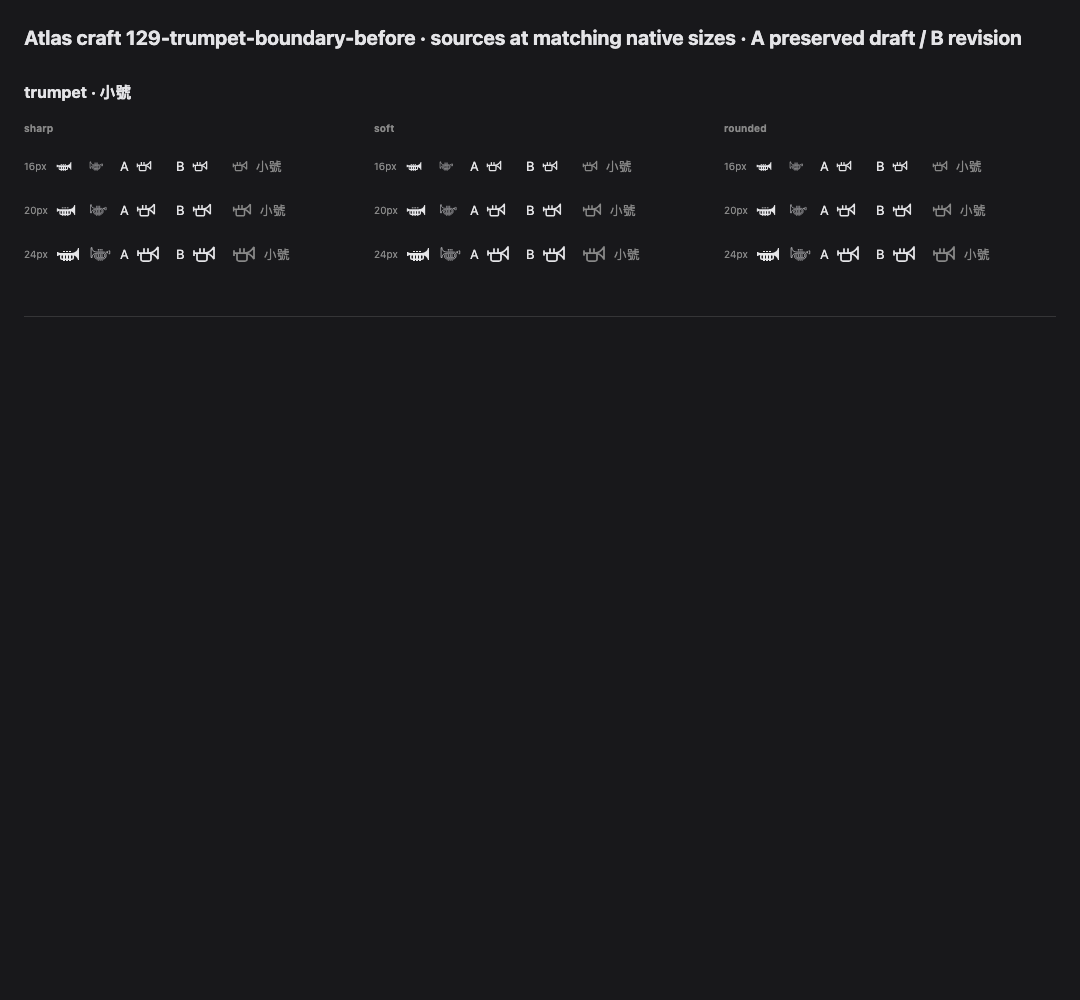 Atlas craft 129-trumpet-boundary-before · sources at matching native sizes · A preserved draft / B revision
trumpet · 小號
sharp soft rounded
16px A B 小號 16px A B 小號 16px A B 小號
20px A B 小號 20px A B 小號 20px A B 小號
24px A B 小號 24px A B 小號 24px A B 小號